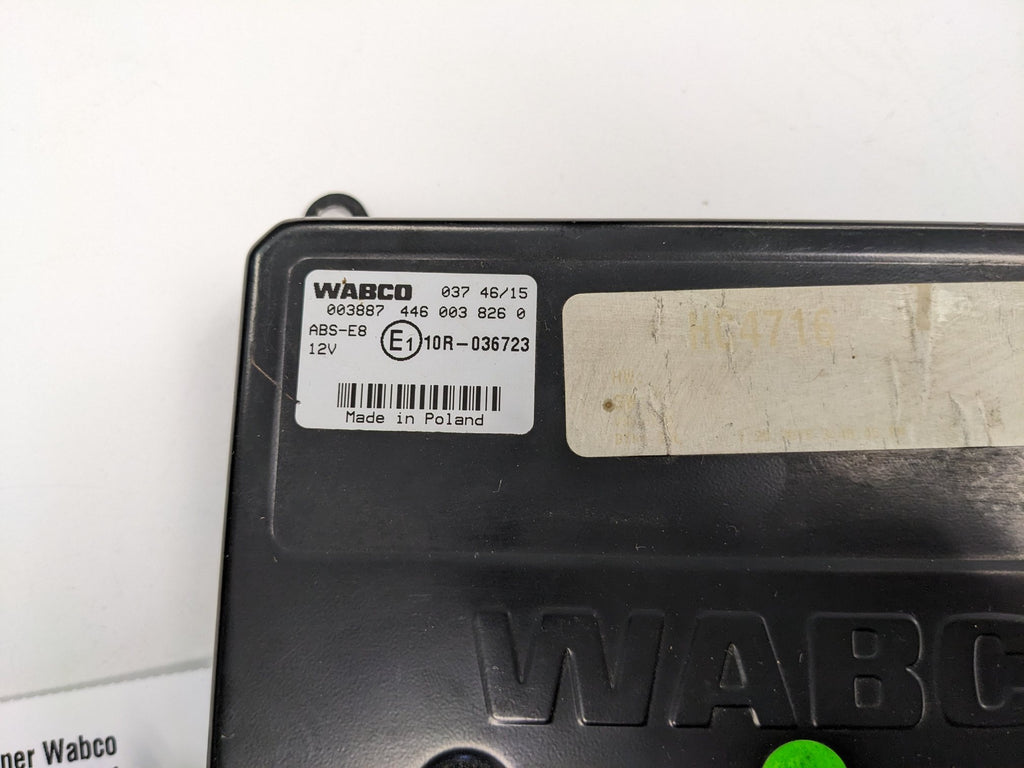 WABCO 037 46/15
003887 446 003 826 0
ABS-E8
12V
E1 10R-036723
Made in Poland
HC4716
WABC
ner Wabco